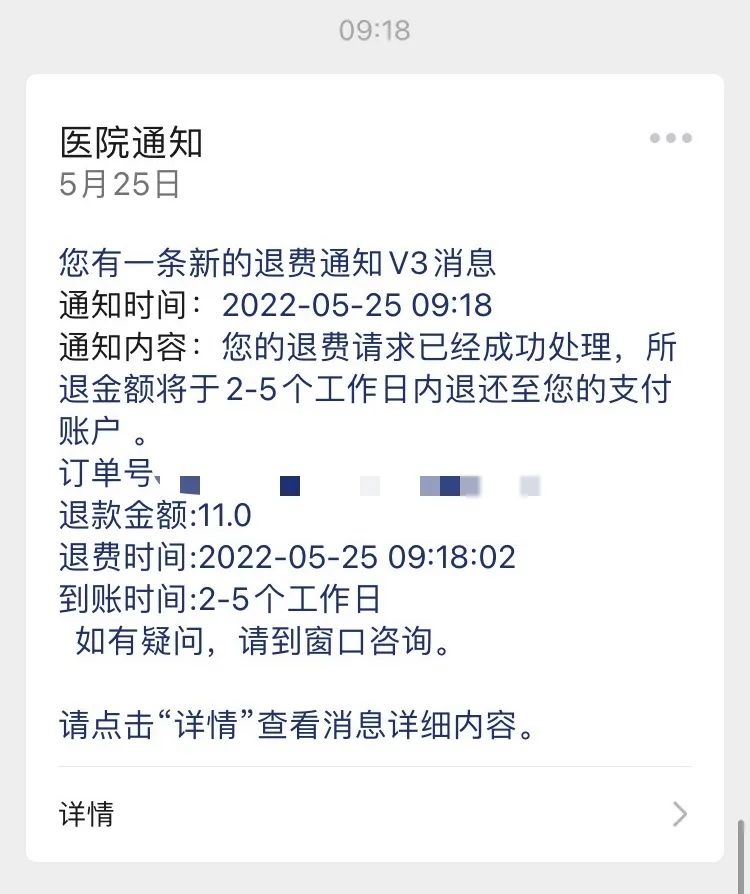 09:18
医院通知
5月25日
您有一条新的退费通知V3消息
通知时间：2022-05-25 09:18
通知内容：您的退费请求已经成功处理，所
退金额将于2-5个工作日内退还至您的支付
账户 。
订单号
退款金额:11.0
退费时间:2022-05-25 09:18:02
到账时间:2-5个工作日
如有疑问，请到窗口咨询。
请点击“详情”查看消息详细内容。
详情